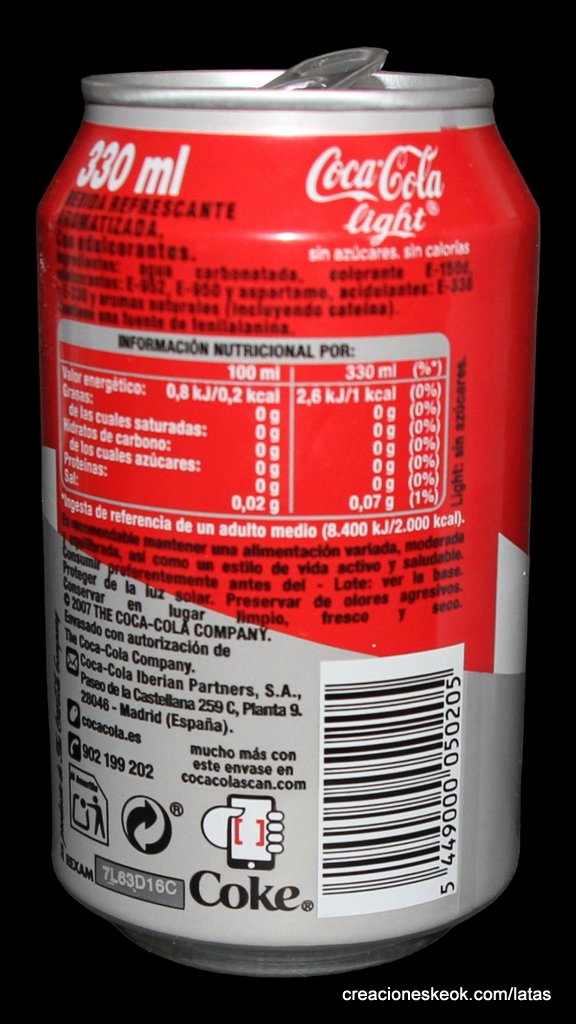 330 ml
Coca-Cola
light®
sin azúcares. sin calorías
BEBIDA REFRESCANTE
AROMATIZADA.
Con edulcorantes.
Ingredientes: agua carbonatada, colorante E-150d,
edulcorantes: E-952, E-950 y aspartamo, acidulantes: E-338
y E-330 y aromas naturales (incluyendo cafeína).
Contiene una fuente de fenilalanina.
INFORMACIÓN NUTRICIONAL POR:
100 ml 330 ml (%*)
Valor energético: 0,8 kJ/0,2 kcal 2,6 kJ/1 kcal (0%)
Grasas: 0 g 0 g (0%)
de las cuales saturadas: 0 g 0 g (0%)
Hidratos de carbono: 0 g 0 g (0%)
de los cuales azúcares: 0 g 0 g (0%)
Proteínas: 0 g 0 g (0%)
Sal: 0,02 g 0,07 g (1%)
Light: sin azúcares.
*Ingesta de referencia de un adulto medio (8.400 kJ/2.000 kcal).
Es recomendable mantener una alimentación variada, moderada
y equilibrada, así como un estilo de vida activo y saludable.
Consumir preferentemente antes del - Lote: ver la base.
Proteger de la luz solar. Preservar de olores agresivos.
Conservar en lugar limpio, fresco y seco.
© 2007 THE COCA-COLA COMPANY.
Envasado con autorización de
The Coca-Cola Company.
Coca-Cola Iberian Partners, S.A.,
Paseo de la Castellana 259 C, Planta 9.
28046 - Madrid (España).
cocacola.es
902 199 202
mucho más con
este envase en
cocacolascan.com
®
REXAM
7L63D16C
Coke®
5 449000 050205
creacioneskeok.com/latas